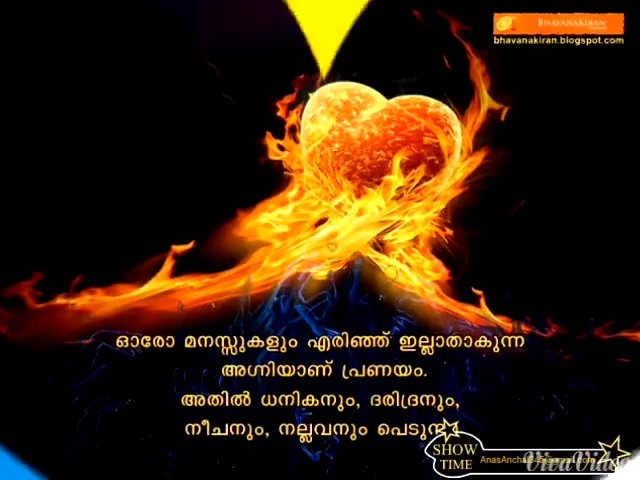 BHAVANAKIRAN
bhavanakiran.blogspot.com
ഓരോ മനസ്സുകളും എരിഞ്ഞ് ഇല്ലാതാകുന്ന
അഗ്നിയാണ് പ്രണയം.
അതിൽ ധനികനും, ദരിദ്രനും,
നീചനും, നല്ലവനും പെടുന്നു
SHOW
TIME
VivaVideo